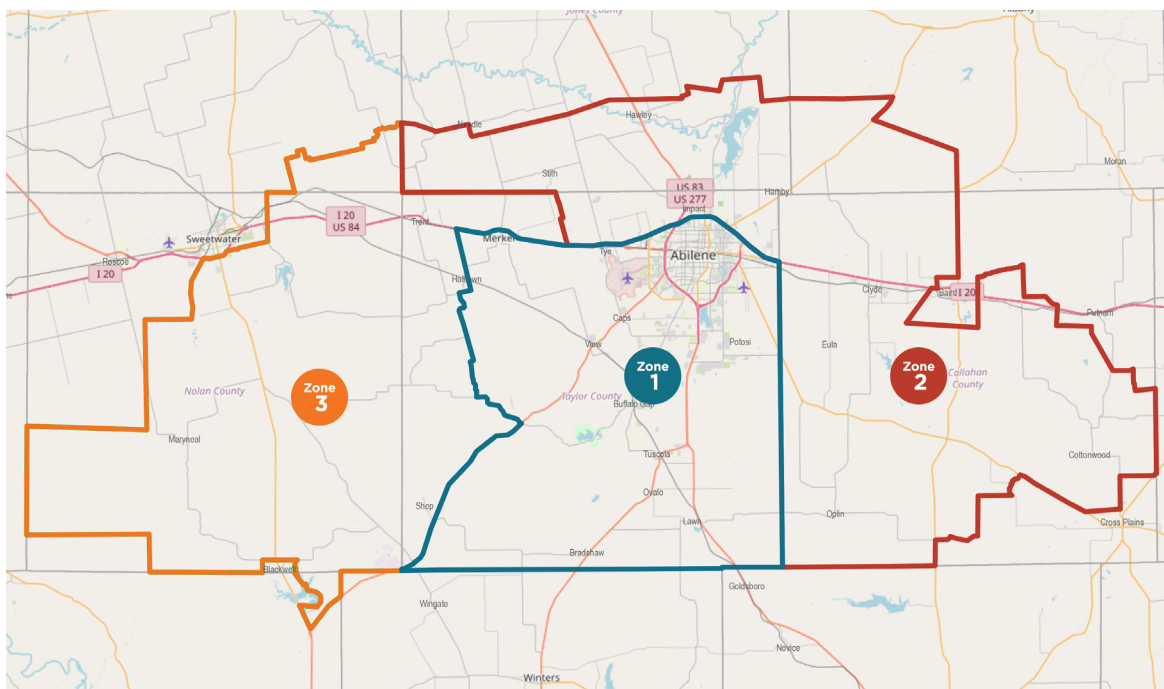 Jones County
Albany
Noodle
Hawley
Moran
Stith
US 83
US 277
Hamby
Impact
I 20
US 84
Trent
Sweetwater
Merkel
Tye
Abilene
Roscoe
I 20
Hattown
Clyde
Baird
I 20
Putnam
Caps
View
Potosi
Eula
Zone
1
Zone
2
Callahan
County
Zone
3
Nolan County
Taylor County
Buffalo Gap
Maryneal
Tuscola
Cottonwood
Ovalo
Shep
Lawn
Oplin
Cross Plains
Bradshaw
Blackwell
Goldsboro
Wingate
Novice
Winters